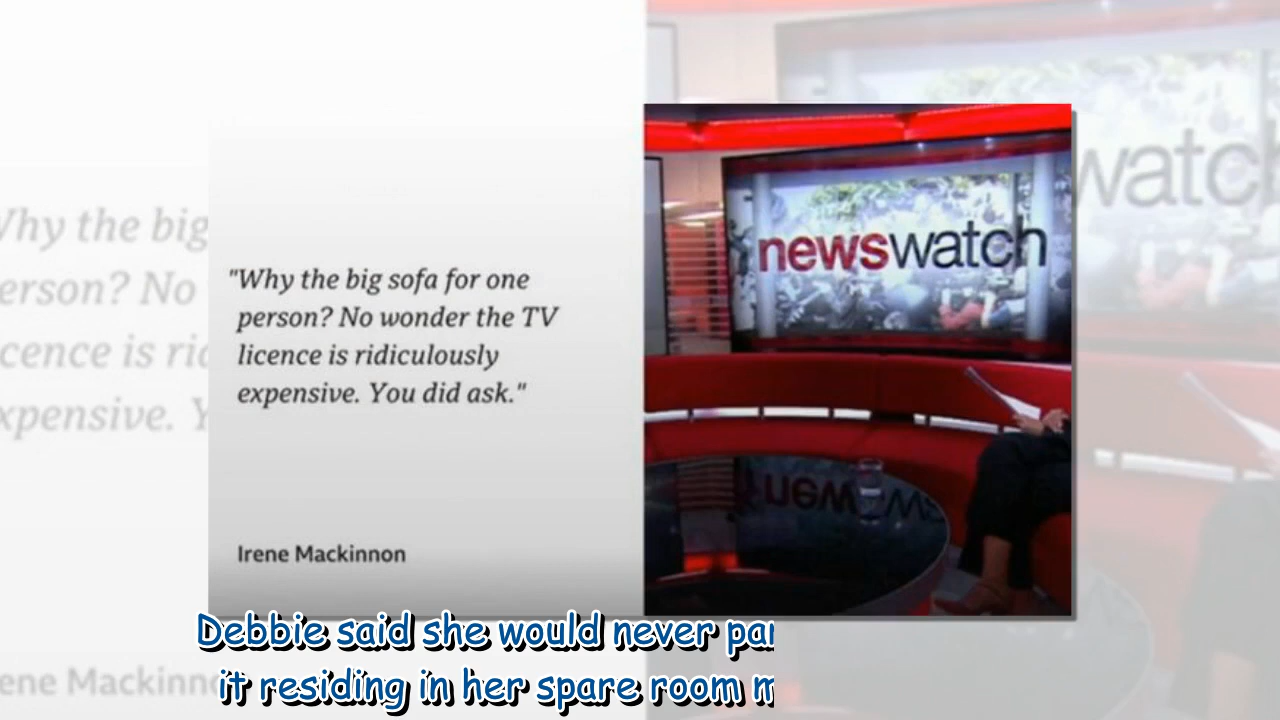 "Why the big sofa for one
person? No wonder the TV
licence is ridiculously
expensive. You did ask."
Irene Mackinnon
newswatch
Debbie said she would never
it residing in her spare room